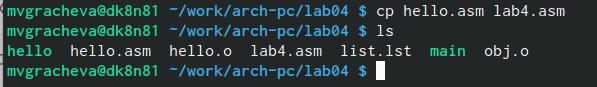 mvgracheva@dk8n81 ~/work/arch-pc/lab04 $ cp hello.asm lab4.asm
mvgracheva@dk8n81 ~/work/arch-pc/lab04 $ ls
hello hello.asm hello.o lab4.asm list.lst main obj.o
mvgracheva@dk8n81 ~/work/arch-pc/lab04 $